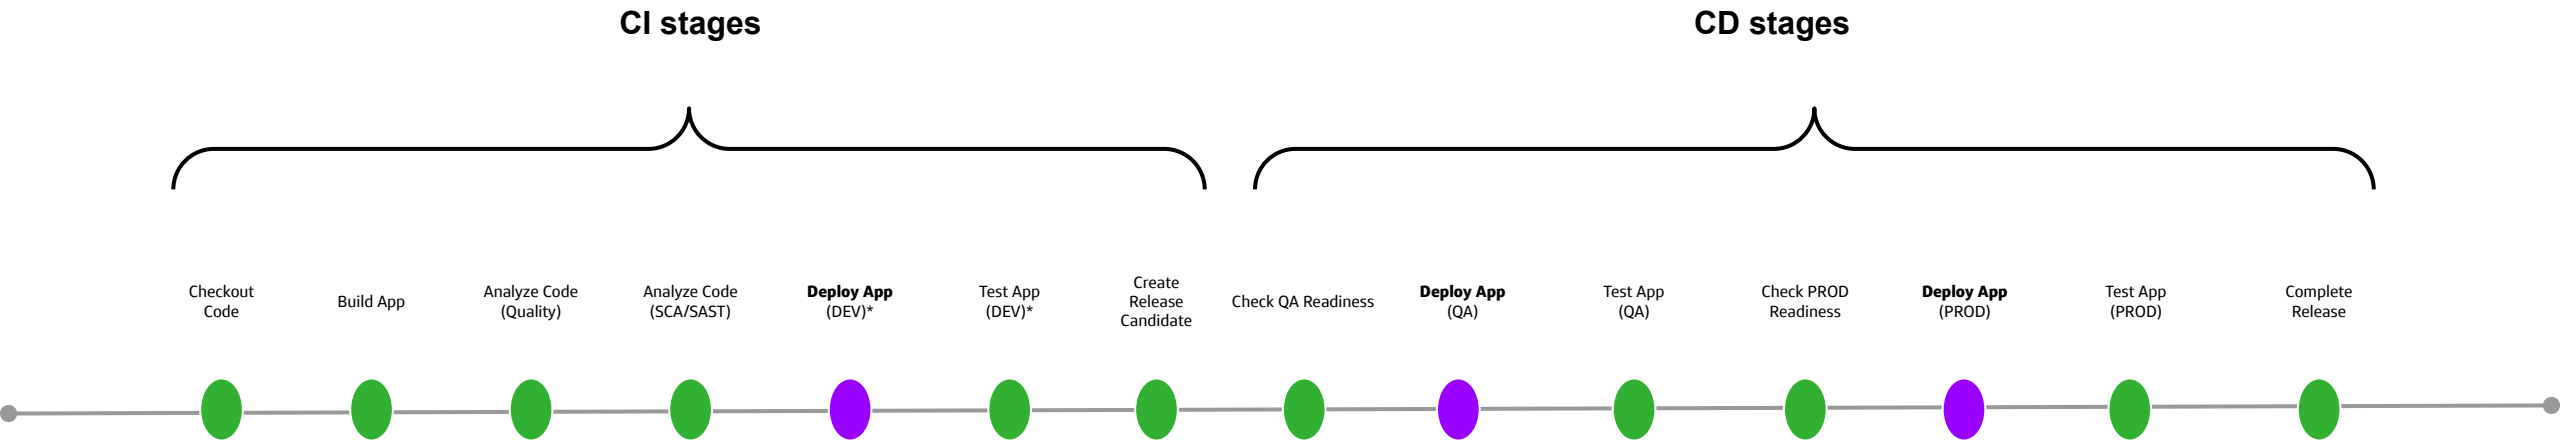 CI stages
CD stages
Checkout
Code
Build App
Analyze Code
(Quality)
Analyze Code
(SCA/SAST)
Deploy App
(DEV)*
Test App
(DEV)*
Create
Release
Candidate
Check QA Readiness
Deploy App
(QA)
Test App
(QA)
Check PROD
Readiness
Deploy App
(PROD)
Test App
(PROD)
Complete
Release